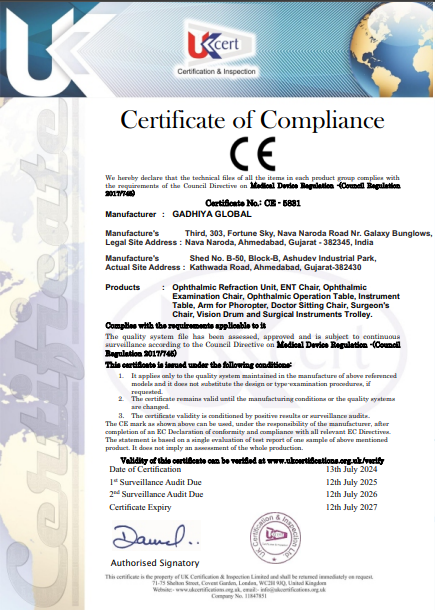 UKcert
Certification & Inspection
Certificate
Certificate of Compliance
CE
We hereby declare that the technical files of all the items in each product group complies with
the requirements of the Council Directive on Medical Device Regulation -(Council Regulation
2017/745)
Certificate No.: CE - 5831
Manufacturer : GADHIYA GLOBAL
Manufacture's Third, 303, Fortune Sky, Nava Naroda Road Nr. Galaxy Bunglows,
Legal Site Address : Nava Naroda, Ahmedabad, Gujarat - 382345, India
Manufacture's Shed No. B-50, Block-B, Ashudev Industrial Park,
Actual Site Address : Kathwada Road, Ahmedabad, Gujarat-382430
Products : Ophthalmic Refraction Unit, ENT Chair, Ophthalmic
Examination Chair, Ophthalmic Operation Table, Instrument
Table, Arm for Phoropter, Doctor Sitting Chair, Surgeon's
Chair, Vision Drum and Surgical Instruments Trolley.
Complies with the requirements applicable to it
The quality system file has been assessed, approved and is subject to continuous
surveillance according to the Council Directive on Medical Device Regulation -(Council
Regulation 2017/745)
This certificate is issued under the following conditions:
1. It applies only to the quality system maintained in the manufacture of above referenced
models and it does not substitute the design or type-examination procedures, if
requested.
2. The certificate remains valid until the manufacturing conditions or the quality systems
are changed.
3. The certificate validity is conditioned by positive results or surveillance audits.
The CE mark as shown above can be used, under the responsibility of the manufacturer, after
completion of an EC Declaration of conformity and compliance with all relevant EC Directives.
The statement is based on a single evaluation of test report of one sample of above mentioned
product. It does not imply an assessment of the whole production.
Validity of this certificate can be verified at www.ukcertifications.org.uk/verify
Date of Certification 13th July 2024
1st Surveillance Audit Due 12th July 2025
2nd Surveillance Audit Due 12th July 2026
Certificate Expiry 12th July 2027
UK Certification & Inspection Ltd
Authorised Signatory
This certificate is the property of UK Certification & Inspection Limited and shall be returned immediately on request.
71-75 Shelton Street, Covent Garden, London, WC2H 9JQ, United Kingdom
Website:- www.ukcertifications.org.uk, email:- info@ukcertifications.org.uk
Company No. 11847851